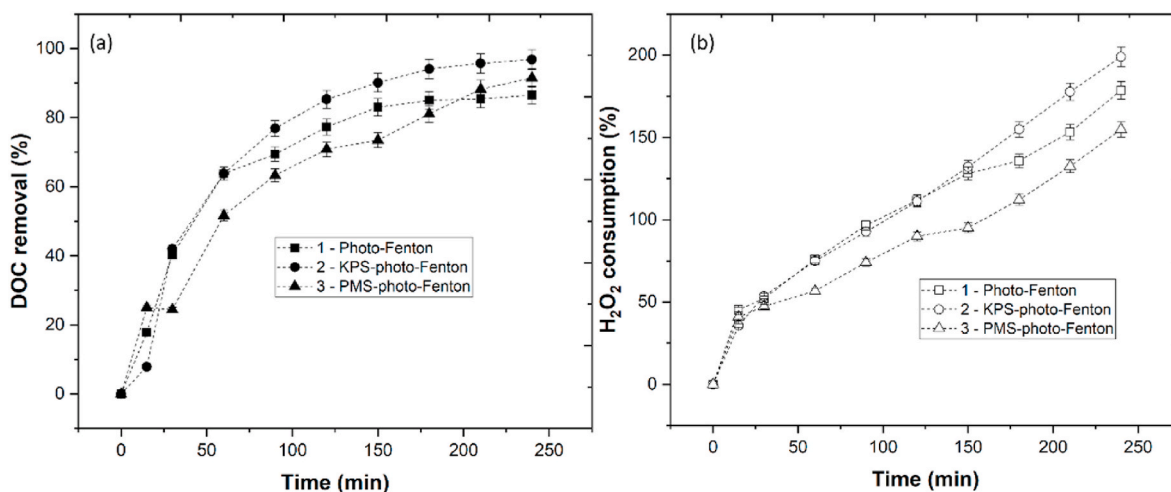 (a)
DOC removal (%)
100
80
60
40
20
0
1 - Photo-Fenton
2 - KPS-photo-Fenton
3 - PMS-photo-Fenton
0 50 100 150 200 250
Time (min)
(b)
H₂O₂ consumption (%)
200
150
100
50
0
1 - Photo-Fenton
2 - KPS-photo-Fenton
3 - PMS-photo-Fenton
0 50 100 150 200 250
Time (min)